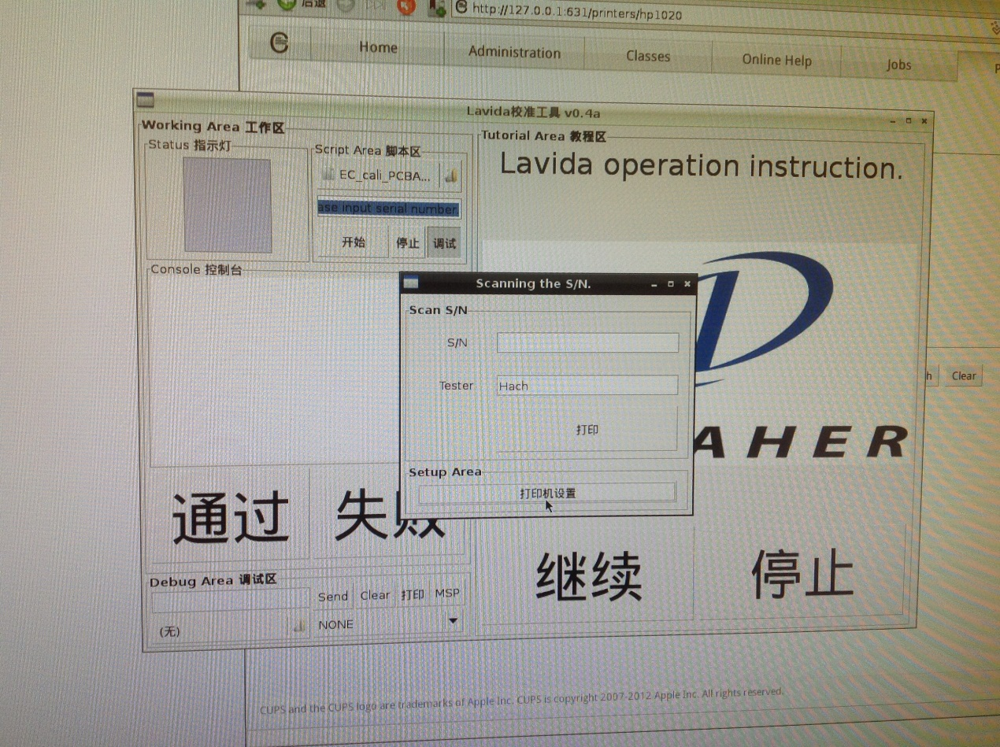 后退
http://127.0.0.1:631/printers/hp1020
Home
Administration
Classes
Online Help
Jobs
Lavida校准工具 v0.4a
Working Area 工作区
Status 指示灯
Script Area 脚本区
EC_cali_PCBA...
ase input serial number.
开始
停止
调试
Console 控制台
通过
失败
Debug Area 调试区
Send
Clear
打印
MSP
(无)
NONE
Tutorial Area 教程区
Lavida operation instruction.
AHER
继续
停止
Scanning the S/N.
Scan S/N
S/N
Tester
Hach
打印
Setup Area
打印机设置
h
Clear
CUPS and the CUPS logo are trademarks of Apple Inc. CUPS is copyright 2007-2012 Apple Inc. All rights reserved.